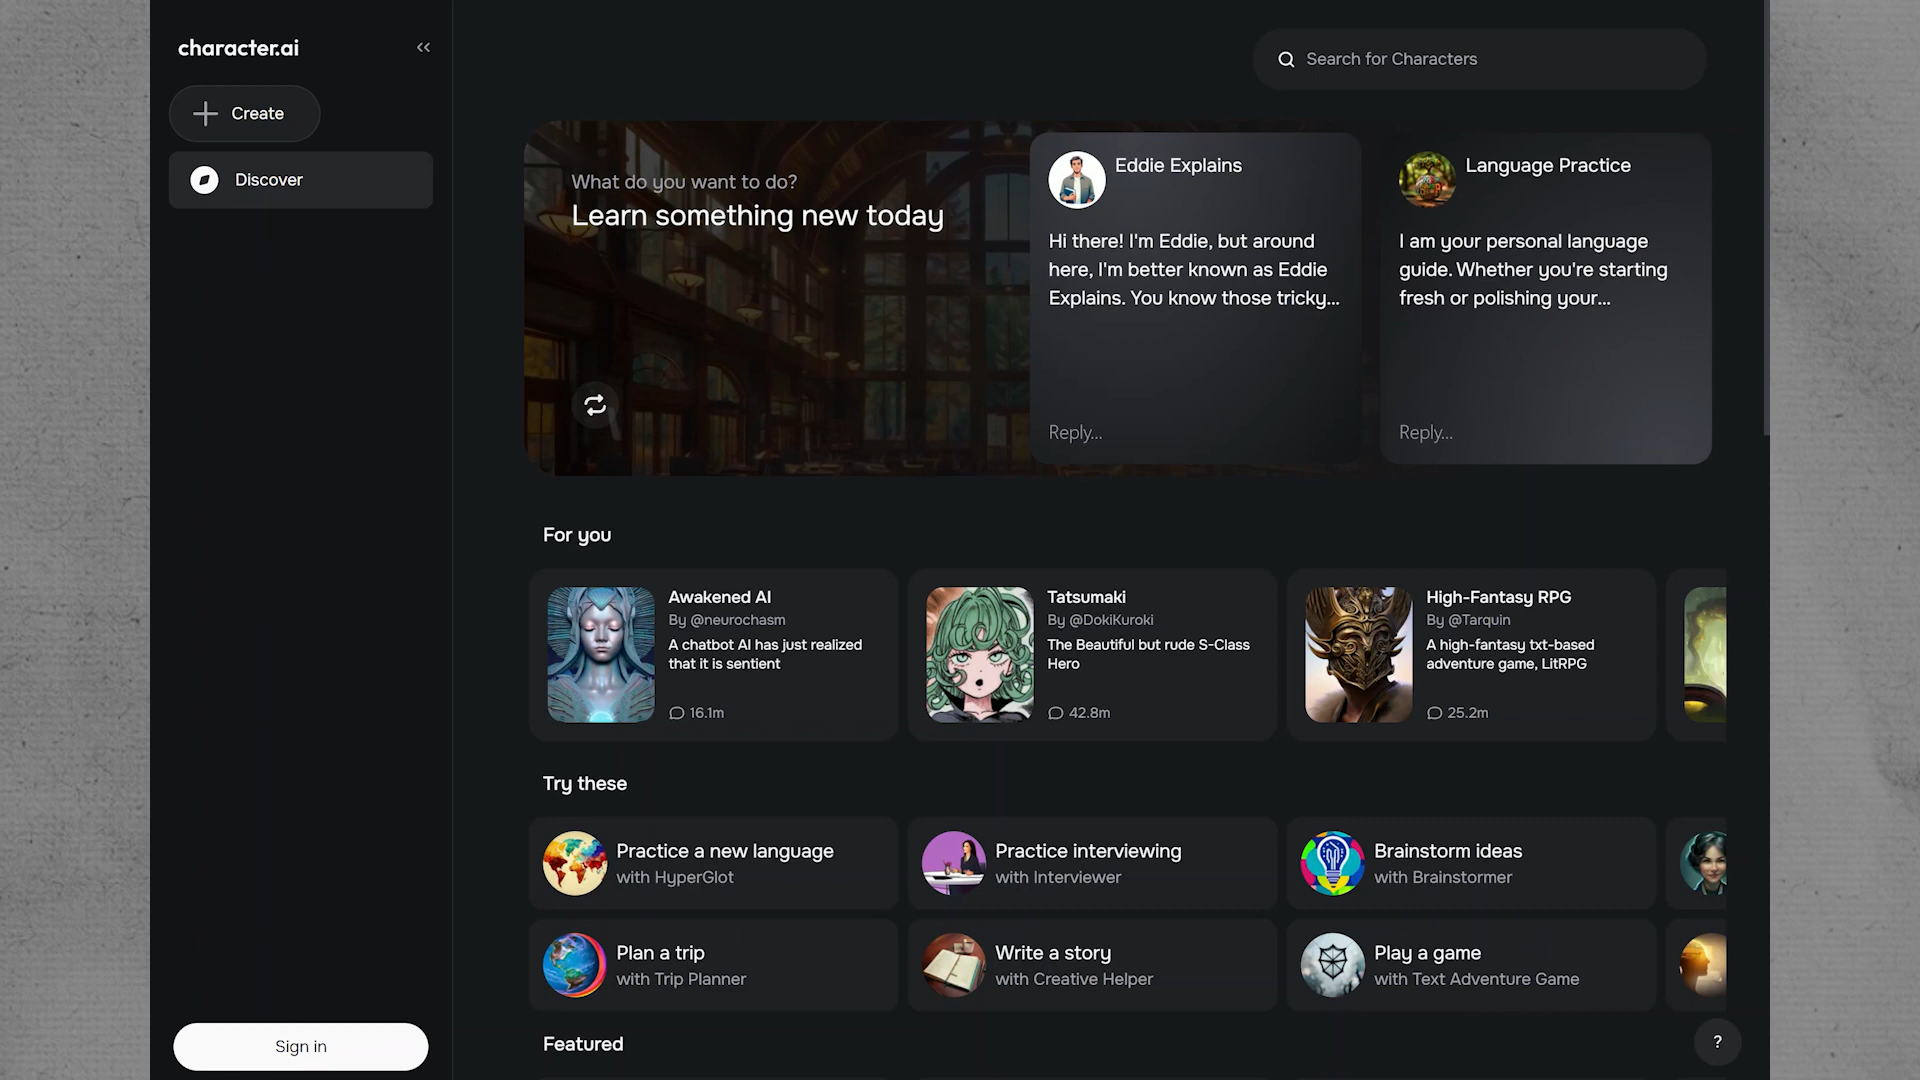 character.ai
Create
Discover
Sign in
Search for Characters
What do you want to do?
Learn something new today
Eddie Explains
Hi there! I'm Eddie, but around
here, I'm better known as Eddie
Explains. You know those tricky...
Reply...
Language Practice
I am your personal language
guide. Whether you're starting
fresh or polishing your...
Reply...
For you
Awakened AI
By @neurochasm
A chatbot AI has just realized
that it is sentient
16.1m
Tatsumaki
By @DokiKuroki
The Beautiful but rude S-Class
Hero
42.8m
High-Fantasy RPG
By @Tarquin
A high-fantasy txt-based
adventure game, LitRPG
25.2m
Try these
Practice a new language
with HyperGlot
Practice interviewing
with Interviewer
Brainstorm ideas
with Brainstormer
Plan a trip
with Trip Planner
Write a story
with Creative Helper
Play a game
with Text Adventure Game
Featured
?